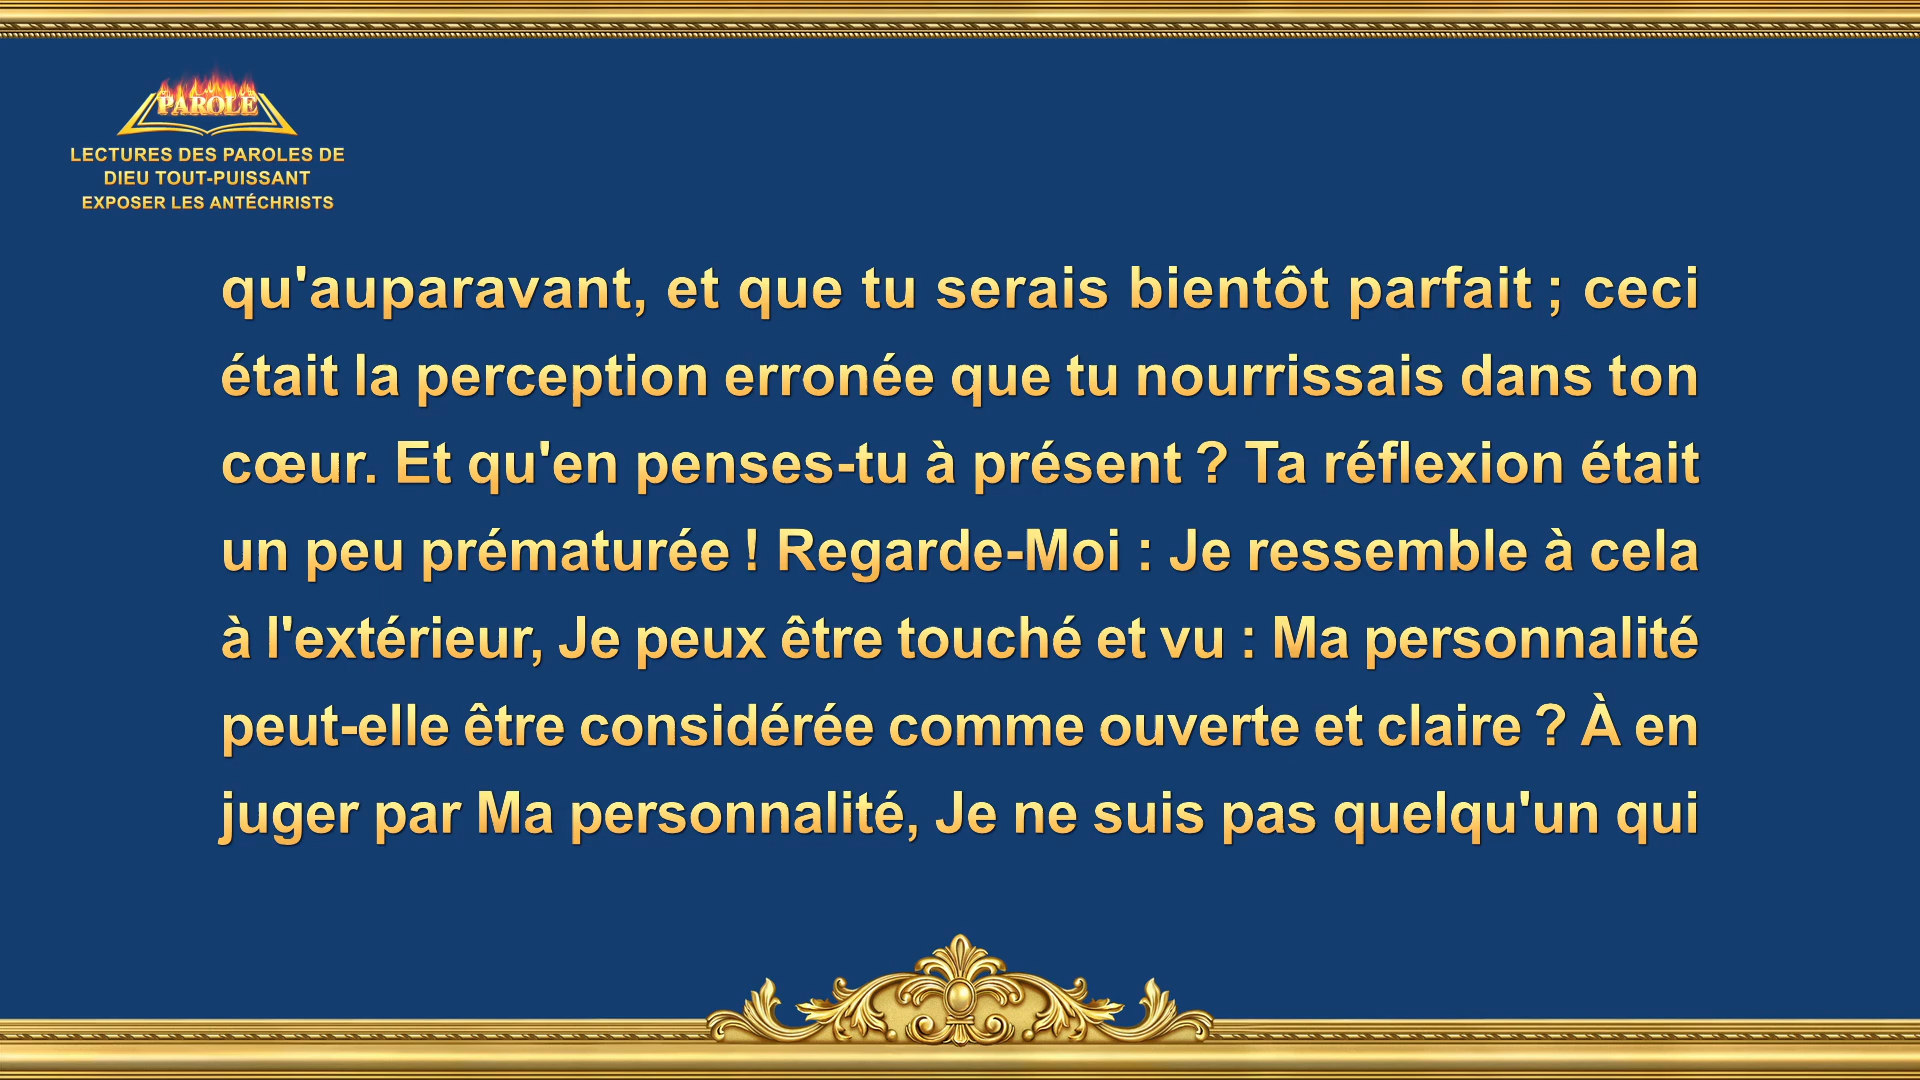 PAROLE
LECTURES DES PAROLES DE
DIEU TOUT-PUISSANT
EXPOSER LES ANTÉCHRISTS
qu'auparavant, et que tu serais bientôt parfait ; ceci
était la perception erronée que tu nourrissais dans ton
cœur. Et qu'en penses-tu à présent ? Ta réflexion était
un peu prématurée ! Regarde-Moi : Je ressemble à cela
à l'extérieur, Je peux être touché et vu : Ma personnalité
peut-elle être considérée comme ouverte et claire ? À en
juger par Ma personnalité, Je ne suis pas quelqu'un qui